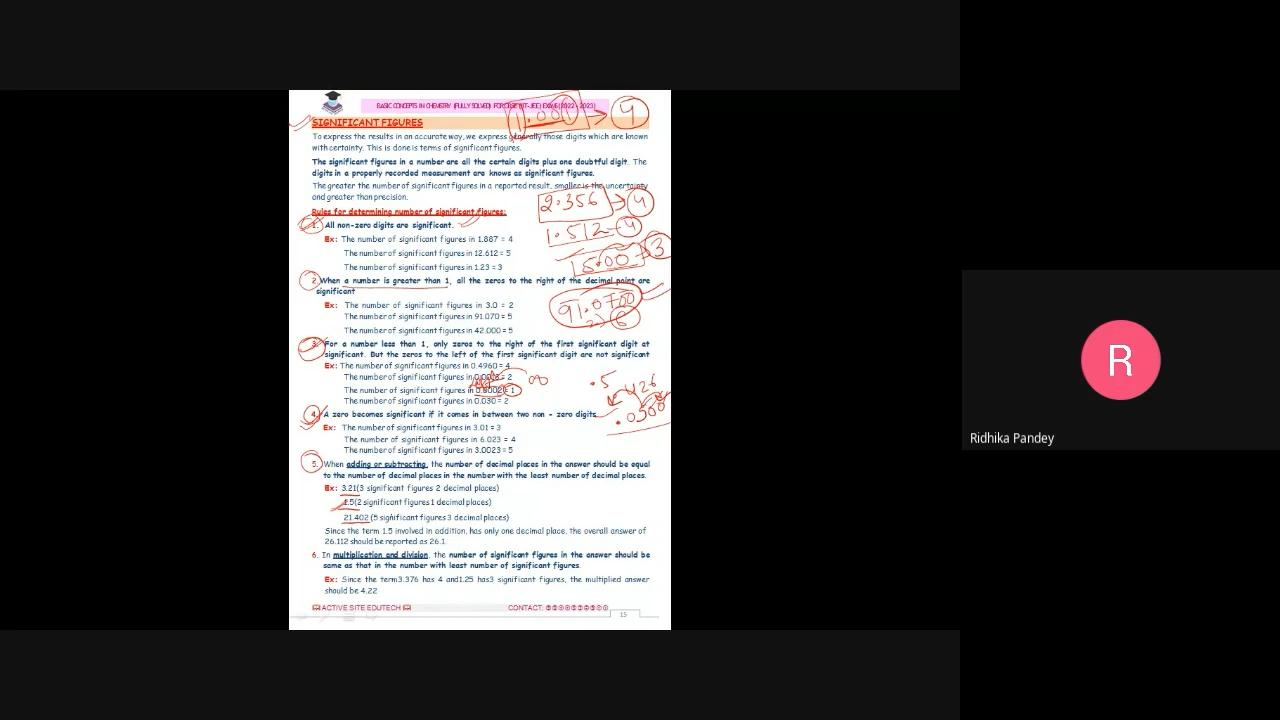 BASIC CONCEPTS IN CHEMISTRY (FULLY SOLVED) FOR
EXAM (2022 - 2023)
1.001 → 4
SIGNIFICANT FIGURES
To express the results in an accurate way, we express generally those digits which are known
with certainty. This is done is terms of significant figures.
The significant figures in a number are all the certain digits plus one doubtful digit. The
digits in a properly recorded measurement are knows as significant figures.
The greater the number of significant figures in a reported result, smaller is the uncertainty
and greater than precision.
2.356 → 4
Rules for determining number of significant figures:
1. All non-zero digits are significant.
1.512 → 4
Ex: The number of significant figures in 1.887 = 4
The number of significant figures in 12.612 = 5
5.00 → 3
The number of significant figures in 1.23 = 3
2. When a number is greater than 1, all the zeros to the right of the decimal point are
significant
Ex: The number of significant figures in 3.0 = 2
91.0700
The number of significant figures in 91.070 = 5
6
The number of significant figures in 42.000 = 5
3. For a number less than 1, only zeros to the right of the first significant digit at
significant. But the zeros to the left of the first significant digit are not significant
Ex: The number of significant figures in 0.4960 = 4
The number of significant figures in = 2
.5
The number of significant figures in 0.0002 = 1
The number of significant figures in 0.030 = 2
4. A zero becomes significant if it comes in between two non - zero digits.
Ex: The number of significant figures in 3.01 = 3
The number of significant figures in 6.023 = 4
The number of significant figures in 3.0023 = 5
5. When adding or subtracting, the number of decimal places in the answer should be equal
to the number of decimal places in the number with the least number of decimal places.
Ex: 3.21(3 significant figures 2 decimal places)
1.5(2 significant figures 1 decimal places)
21.402 (5 significant figures 3 decimal places)
Since the term 1.5 involved in addition, has only one decimal place, the overall answer of
26.112 should be reported as 26.1
6. In multiplication and division, the number of significant figures in the answer should be
same as that in the number with least number of significant figures.
Ex: Since the term3.376 has 4 and1.25 has3 significant figures, the multiplied answer
should be 4.22
ACTIVE SITE EDUTECH
CONTACT:
15
R
Ridhika Pandey